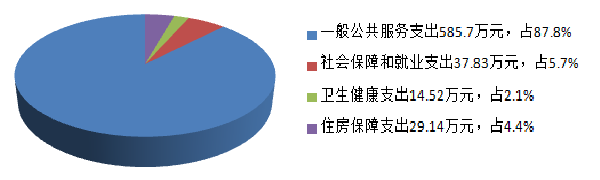 一般公共服务支出585.7万元，占87.8%
社会保障和就业支出37.83万元，占5.7%
卫生健康支出14.52万元，占2.1%
住房保障支出29.14万元，占4.4%